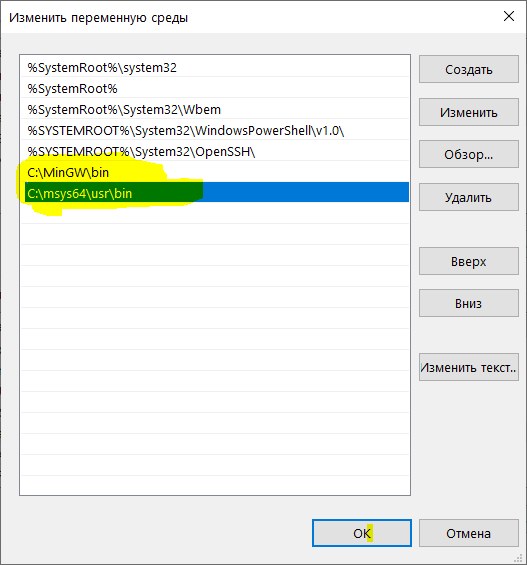 Изменить переменную среды
%SystemRoot%\system32
%SystemRoot%
%SystemRoot%\System32\Wbem
%SYSTEMROOT%\System32\WindowsPowerShell\v1.0\
%SYSTEMROOT%\System32\OpenSSH\
C:\MinGW\bin
C:\msys64\usr\bin
Создать
Изменить
Обзор...
Удалить
Вверх
Вниз
Изменить текст..
OK
Отмена